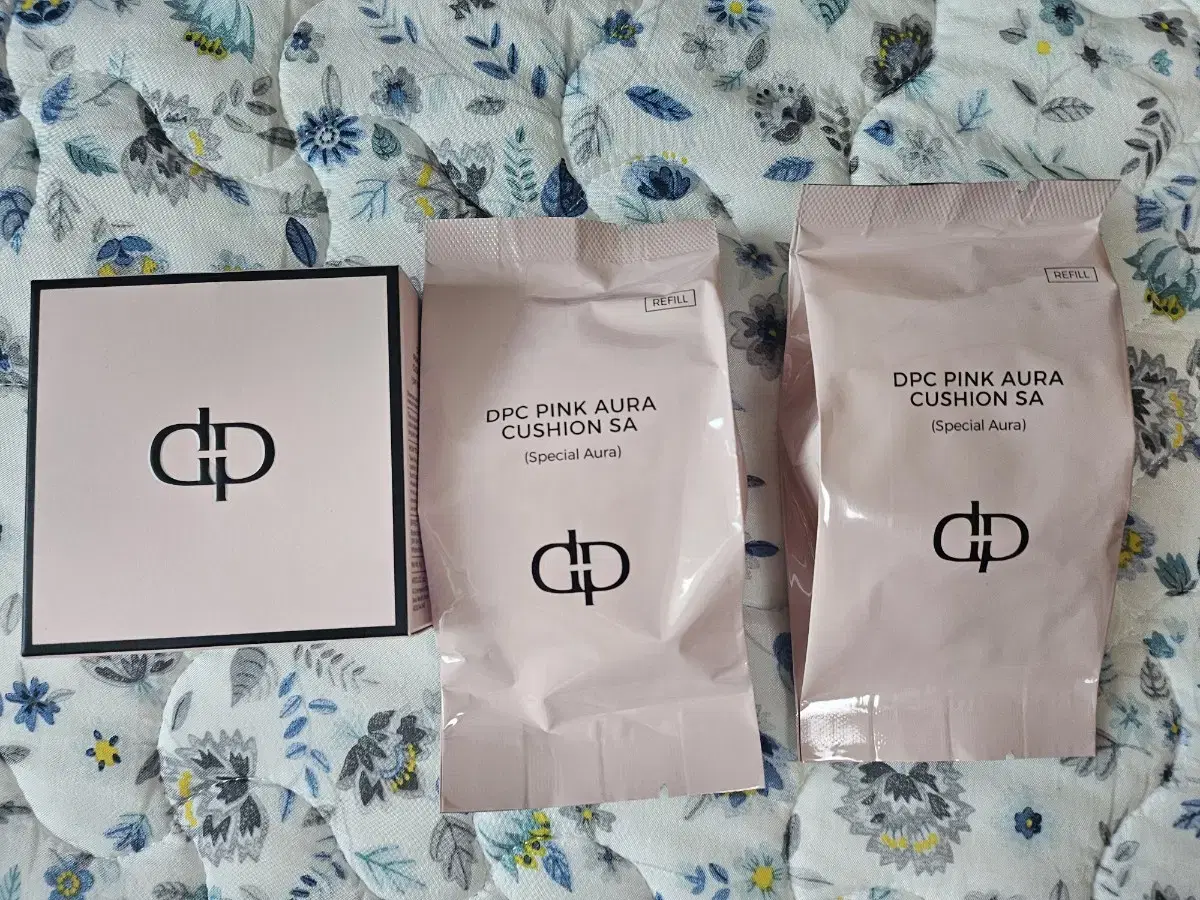 dp
REFILL
DPC PINK AURA
CUSHION SA
(Special Aura)
dp
REFILL
DPC PINK AURA
CUSHION SA
(Special Aura)
dp